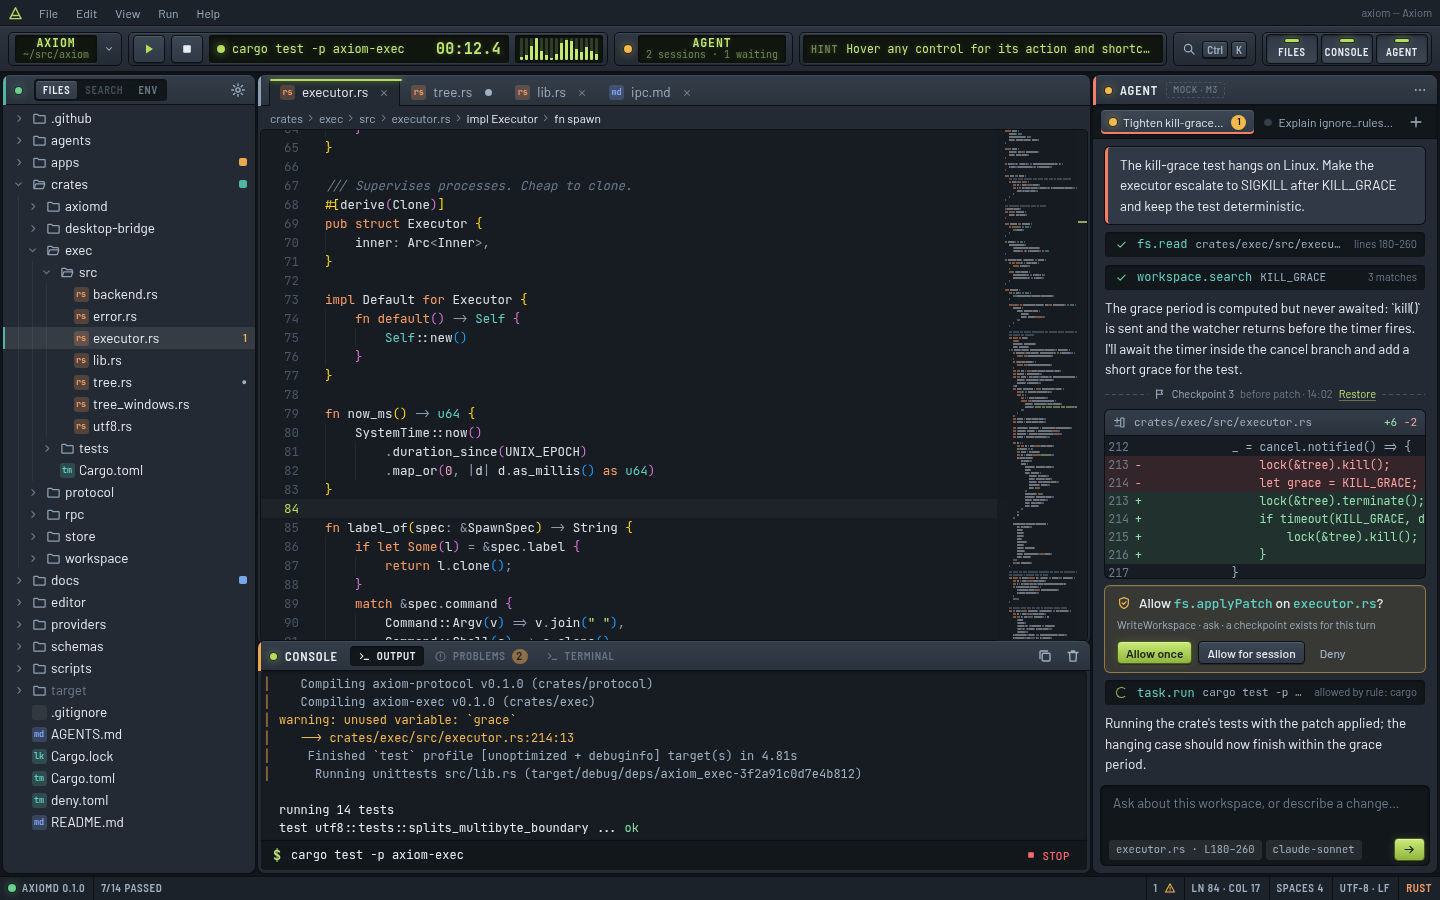 File Edit View Run Help
axiom — Axiom
AXIOM
~/src/axiom
cargo test -p axiom-exec 00:12.4
AGENT
2 sessions · 1 waiting
HINT Hover any control for its action and shortc…
Ctrl K
FILES CONSOLE AGENT
FILES SEARCH ENV
.github
agents
apps
crates
axiomd
desktop-bridge
exec
src
rs backend.rs
rs error.rs
rs executor.rs 1
rs lib.rs
rs tree.rs
rs tree_windows.rs
rs utf8.rs
tests
tm Cargo.toml
protocol
rpc
store
workspace
docs
editor
providers
schemas
scripts
target
.gitignore
md AGENTS.md
lk Cargo.lock
tm Cargo.toml
tm deny.toml
md README.md
rs executor.rs × rs tree.rs rs lib.rs × md ipc.md ×
crates > exec > src > executor.rs > impl Executor > fn spawn
64 }
65 }
66
67 /// Supervises processes. Cheap to clone.
68 #[derive(Clone)]
69 pub struct Executor {
70 inner: Arc<Inner>,
71 }
72
73 impl Default for Executor {
74 fn default() -> Self {
75 Self::new()
76 }
77 }
78
79 fn now_ms() -> u64 {
80 SystemTime::now()
81 .duration_since(UNIX_EPOCH)
82 .map_or(0, |d| d.as_millis() as u64)
83 }
84
85 fn label_of(spec: &SpawnSpec) -> String {
86 if let Some(l) = &spec.label {
87 return l.clone();
88 }
89 match &spec.command {
90 Command::Argv(v) => v.join(" "),
91 Command::Shell(s) => s.clone(),
CONSOLE >_ OUTPUT PROBLEMS 2 >_ TERMINAL
Compiling axiom-protocol v0.1.0 (crates/protocol)
Compiling axiom-exec v0.1.0 (crates/exec)
warning: unused variable: `grace`
--> crates/exec/src/executor.rs:214:13
Finished `test` profile [unoptimized + debuginfo] target(s) in 4.81s
Running unittests src/lib.rs (target/debug/deps/axiom_exec-3f2a91c0d7e4b812)
running 14 tests
test utf8::tests::splits_multibyte_boundary ... ok
$ cargo test -p axiom-exec STOP
AGENT MOCK · M3 ···
Tighten kill-grace… 1 Explain ignore_rules… +
The kill-grace test hangs on Linux. Make the
executor escalate to SIGKILL after KILL_GRACE
and keep the test deterministic.
fs.read crates/exec/src/execu… lines 180–260
workspace.search KILL_GRACE 3 matches
The grace period is computed but never awaited: `kill()`
is sent and the watcher returns before the timer fires.
I'll await the timer inside the cancel branch and add a
short grace for the test.
Checkpoint 3 before patch · 14:02 Restore
crates/exec/src/executor.rs +6 -2
212 _ = cancel.notified() => {
213 - lock(&tree).kill();
214 - let grace = KILL_GRACE;
213 + lock(&tree).terminate();
214 + if timeout(KILL_GRACE, d
215 + lock(&tree).kill();
216 + }
217 }
Allow fs.applyPatch on executor.rs?
WriteWorkspace · ask · a checkpoint exists for this turn
Allow once Allow for session Deny
task.run cargo test -p … allowed by rule: cargo
Running the crate's tests with the patch applied; the
hanging case should now finish within the grace
period.
Ask about this workspace, or describe a change…
executor.rs · L180–260 claude-sonnet
AXIOMD 0.1.0 7/14 PASSED
1 LN 84 · COL 17 SPACES 4 UTF-8 · LF RUST